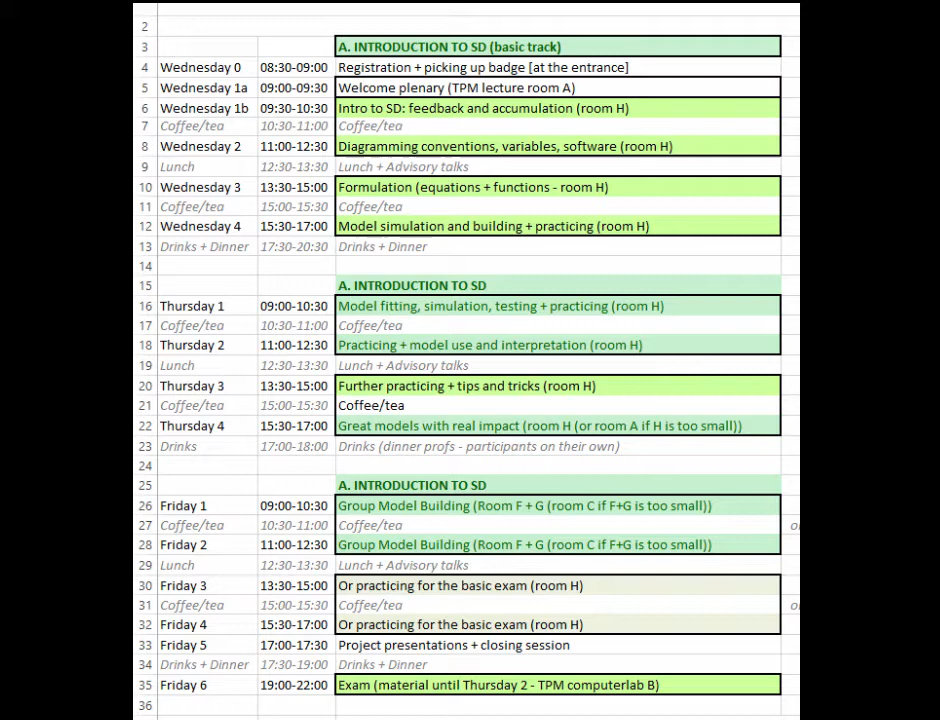 2
3 A. INTRODUCTION TO SD (basic track)
4 Wednesday 0 08:30-09:00 Registration + picking up badge [at the entrance]
5 Wednesday 1a 09:00-09:30 Welcome plenary (TPM lecture room A)
6 Wednesday 1b 09:30-10:30 Intro to SD: feedback and accumulation (room H)
7 Coffee/tea 10:30-11:00 Coffee/tea
8 Wednesday 2 11:00-12:30 Diagramming conventions, variables, software (room H)
9 Lunch 12:30-13:30 Lunch + Advisory talks
10 Wednesday 3 13:30-15:00 Formulation (equations + functions - room H)
11 Coffee/tea 15:00-15:30 Coffee/tea
12 Wednesday 4 15:30-17:00 Model simulation and building + practicing (room H)
13 Drinks + Dinner 17:30-20:30 Drinks + Dinner
14
15 A. INTRODUCTION TO SD
16 Thursday 1 09:00-10:30 Model fitting, simulation, testing + practicing (room H)
17 Coffee/tea 10:30-11:00 Coffee/tea
18 Thursday 2 11:00-12:30 Practicing + model use and interpretation (room H)
19 Lunch 12:30-13:30 Lunch + Advisory talks
20 Thursday 3 13:30-15:00 Further practicing + tips and tricks (room H)
21 Coffee/tea 15:00-15:30 Coffee/tea
22 Thursday 4 15:30-17:00 Great models with real impact (room H (or room A if H is too small))
23 Drinks 17:00-18:00 Drinks (dinner profs - participants on their own)
24
25 A. INTRODUCTION TO SD
26 Friday 1 09:00-10:30 Group Model Building (Room F + G (room C if F+G is too small))
27 Coffee/tea 10:30-11:00 Coffee/tea
28 Friday 2 11:00-12:30 Group Model Building (Room F + G (room C if F+G is too small))
29 Lunch 12:30-13:30 Lunch + Advisory talks
30 Friday 3 13:30-15:00 Or practicing for the basic exam (room H)
31 Coffee/tea 15:00-15:30 Coffee/tea
32 Friday 4 15:30-17:00 Or practicing for the basic exam (room H)
33 Friday 5 17:00-17:30 Project presentations + closing session
34 Drinks + Dinner 17:30-19:00 Drinks + Dinner
35 Friday 6 19:00-22:00 Exam (material until Thursday 2 - TPM computerlab B)
36